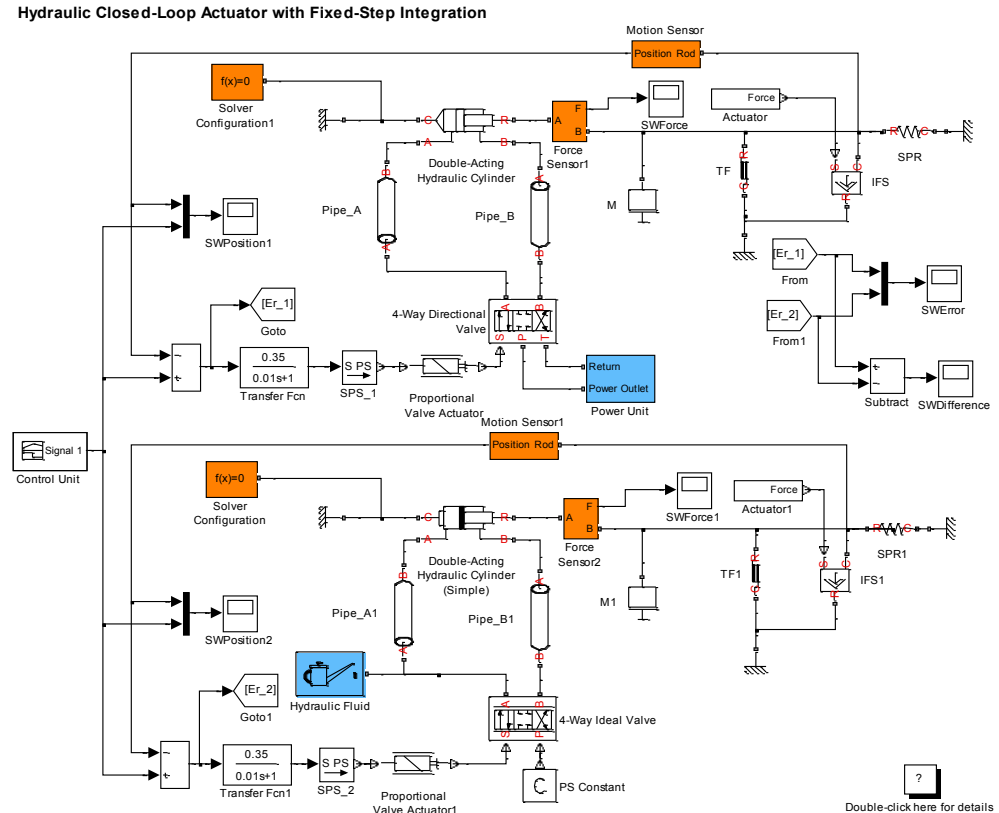 Hydraulic Closed-Loop Actuator with Fixed-Step Integration
Motion Sensor
Position Rod
f(x)=0
Solver
Configuration1
C
R
A
B
Double-Acting
Hydraulic Cylinder
A
F
B
Force
Sensor1
SWForce
Force
Actuator
R
C
SPR
TF
R
C
S
C
R
IFS
M
B
Pipe_A
A
A
Pipe_B
B
SWPosition1
[Er_1]
Goto
4-Way Directional
Valve
A
B
S
P
T
[Er_1]
From
[Er_2]
From1
SWError
-
+
0.35
0.01s+1
Transfer Fcn
S PS
SPS_1
Proportional
Valve Actuator
Return
Power Outlet
Power Unit
+
-
Subtract
SWDifference
Signal 1
Control Unit
Motion Sensor1
Position Rod
f(x)=0
Solver
Configuration
C
R
A
B
Double-Acting
Hydraulic Cylinder
(Simple)
A
F
B
Force
Sensor2
SWForce1
Force
Actuator1
R
C
SPR1
TF1
R
C
S
C
R
IFS1
M1
B
Pipe_A1
A
A
Pipe_B1
B
SWPosition2
Hydraulic Fluid
[Er_2]
Goto1
A
B
S
P
4-Way Ideal Valve
-
+
0.35
0.01s+1
Transfer Fcn1
S PS
SPS_2
Proportional
Valve Actuator1
C
PS Constant
?
Double-click here for details